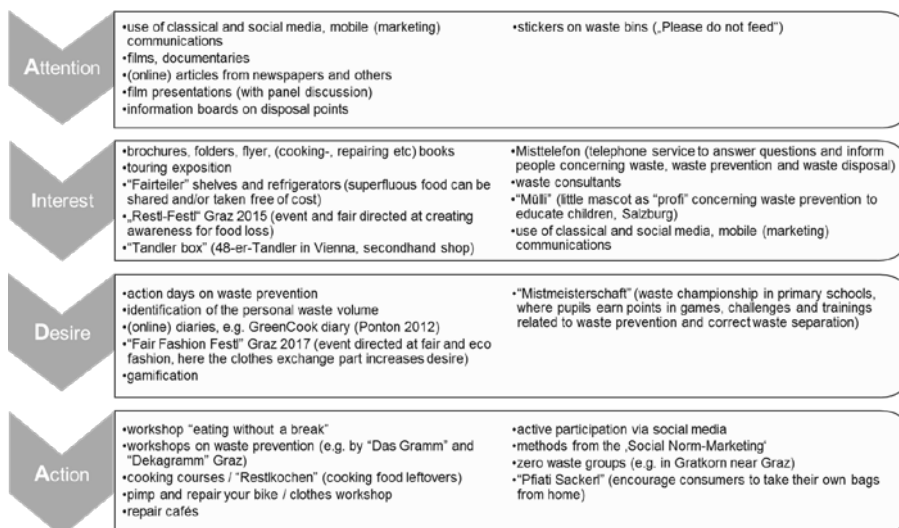 Attention
•use of classical and social media, mobile (marketing)
communications
•films, documentaries
•(online) articles from newspapers and others
•film presentations (with panel discussion)
•information boards on disposal points
•stickers on waste bins („Please do not feed“)
Interest
•brochures, folders, flyer, (cooking-, repairing etc) books
•touring exposition
•“Fairteiler” shelves and refrigerators (superfluous food can be
shared and/or taken free of cost)
•„Restl-Festl“ Graz 2015 (event and fair directed at creating
awareness for food loss)
•“Tandler box” (48-er-Tandler in Vienna, secondhand shop)
•Misttelefon (telephone service to answer questions and inform
people concerning waste, waste prevention and waste disposal)
•waste consultants
•“Mülli” (little mascot as “profi” concerning waste prevention to
educate children, Salzburg)
•use of classical and social media, mobile (marketing)
communications
Desire
•action days on waste prevention
•identification of the personal waste volume
•(online) diaries, e.g. GreenCook diary (Ponton 2012)
•“Fair Fashion Festl” Graz 2017 (event directed at fair and eco
fashion, here the clothes exchange part increases desire)
•gamification
•“Mistmeisterschaft” (waste championship in primary schools,
where pupils earn points in games, challenges and trainings
related to waste prevention and correct waste separation)
Action
•workshop “eating without a break”
•workshops on waste prevention (e.g. by “Das Gramm” and
“Dekagramm” Graz)
•cooking courses / “Restlkochen” (cooking food leftovers)
•pimp and repair your bike / clothes workshop
•repair cafés
•active participation via social media
•methods from the ‚Social Norm-Marketing‘
•zero waste groups (e.g. in Gratkorn near Graz)
•“Pfiati Sackerl” (encourage consumers to take their own bags
from home)